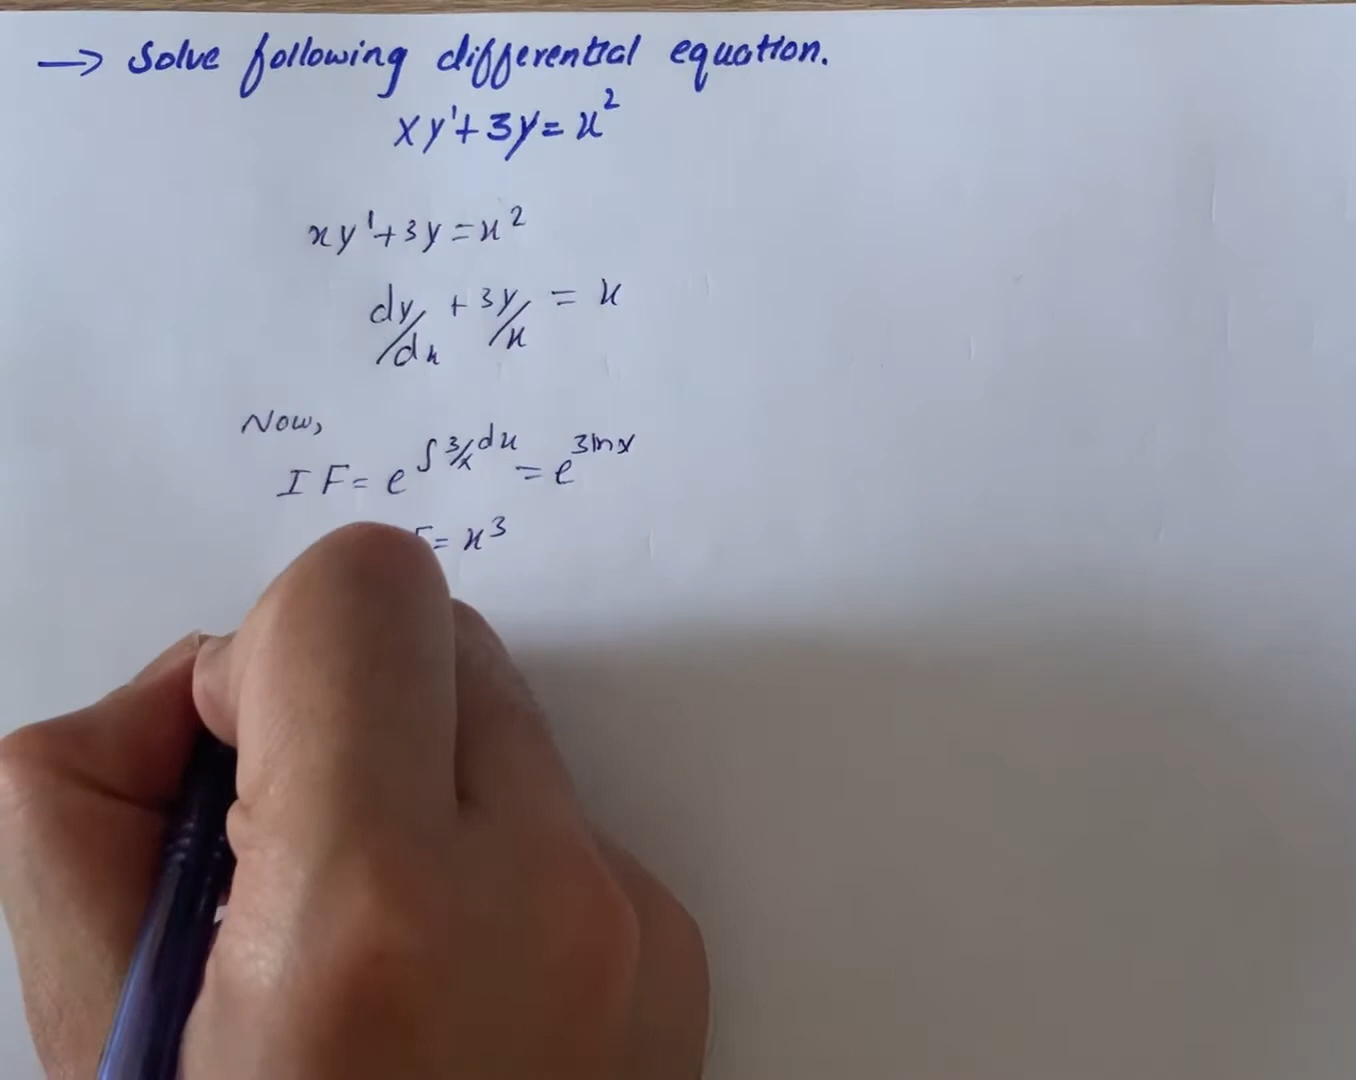 → Solve following differential equation.
xy'+3y=x²
xy'+3y=x²
dy/dx + 3y/x = x
Now,
IF= e^∫3/x dx = e^3lnx
= x³